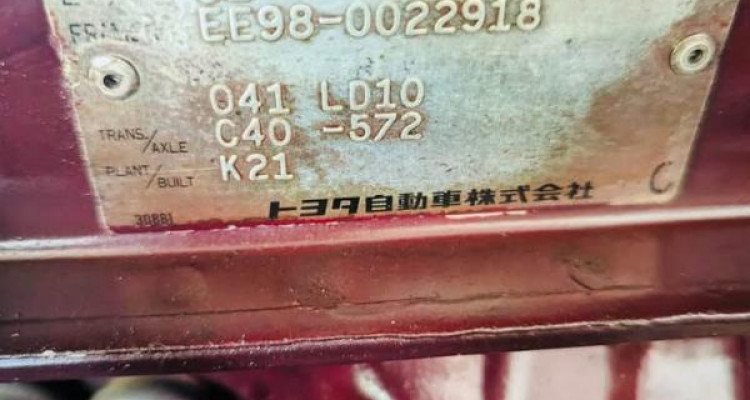 EE98-0022918
041 LD10
TRANS./AXLE C40 -572
PLANT/BUILT K21
30881 トヨタ自動車株式会社 C